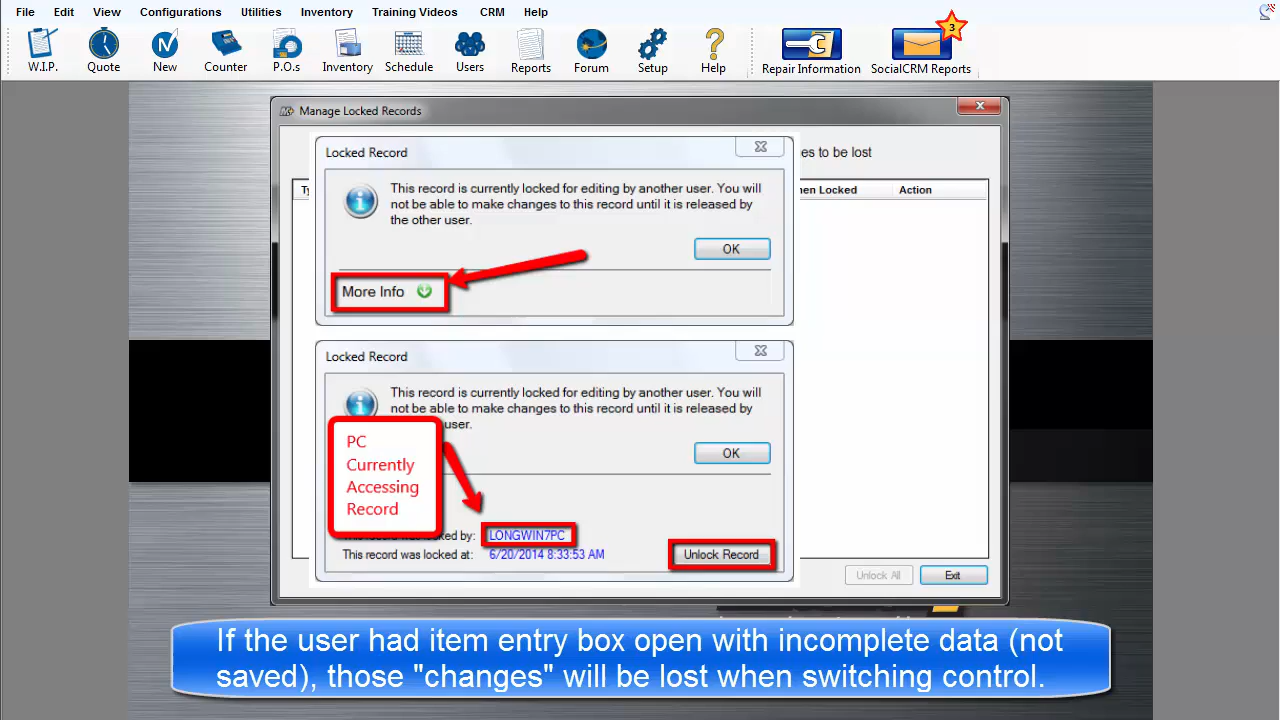 File Edit View Configurations Utilities Inventory Training Videos CRM Help
3
W.I.P. Quote New Counter P.O.s Inventory Schedule Users Reports Forum Setup Help Repair Information SocialCRM Reports
Manage Locked Records
Locked Record
es to be lost
This record is currently locked for editing by another user. You will
not be able to make changes to this record until it is released by
the other user.
hen Locked Action
OK
More Info
Locked Record
This record is currently locked for editing by another user. You will
not be able to make changes to this record until it is released by
user.
PC
Currently
Accessing
Record
OK
This record was locked by: LONGWIN7PC
This record was locked at: 6/20/2014 8:33:53 AM
Unlock Record
Unlock All Exit
If the user had item entry box open with incomplete data (not
saved), those "changes" will be lost when switching control.